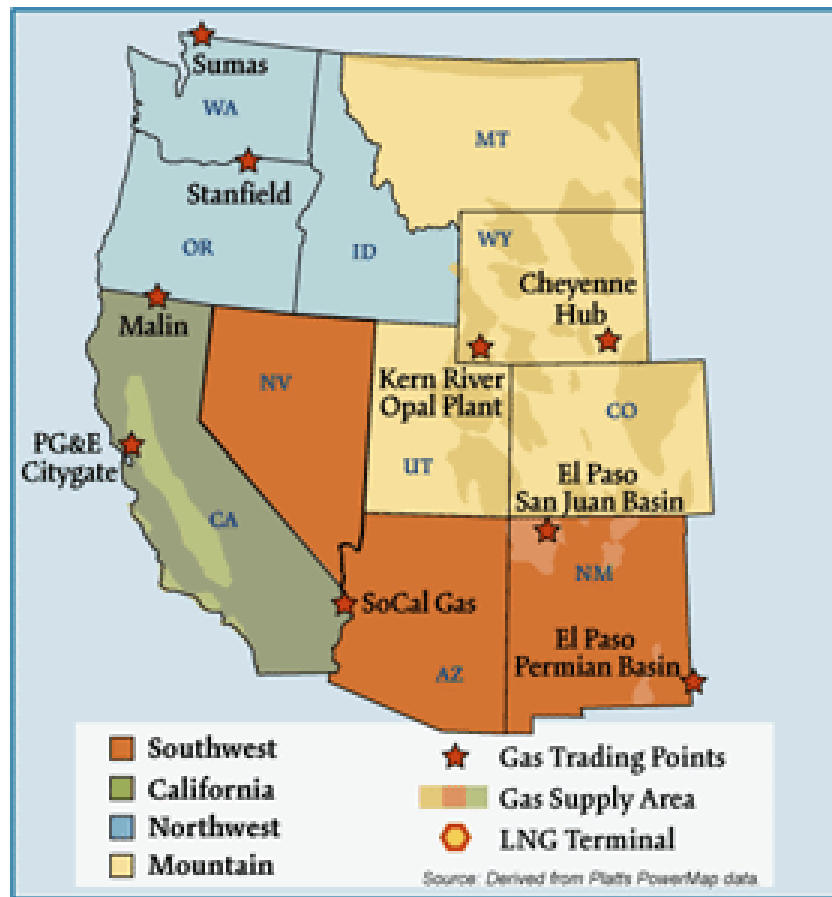 Sumas
WA
MT
Stanfield
OR
ID
WY
Cheyenne
Hub
Malin
NV
Kern River
Opal Plant
CO
PG&E
Citygate
UT
El Paso
San Juan Basin
CA
NM
SoCal Gas
El Paso
Permian Basin
AZ
Southwest
California
Northwest
Mountain
Gas Trading Points
Gas Supply Area
LNG Terminal
Source: Derived from Platts PowerMap data.